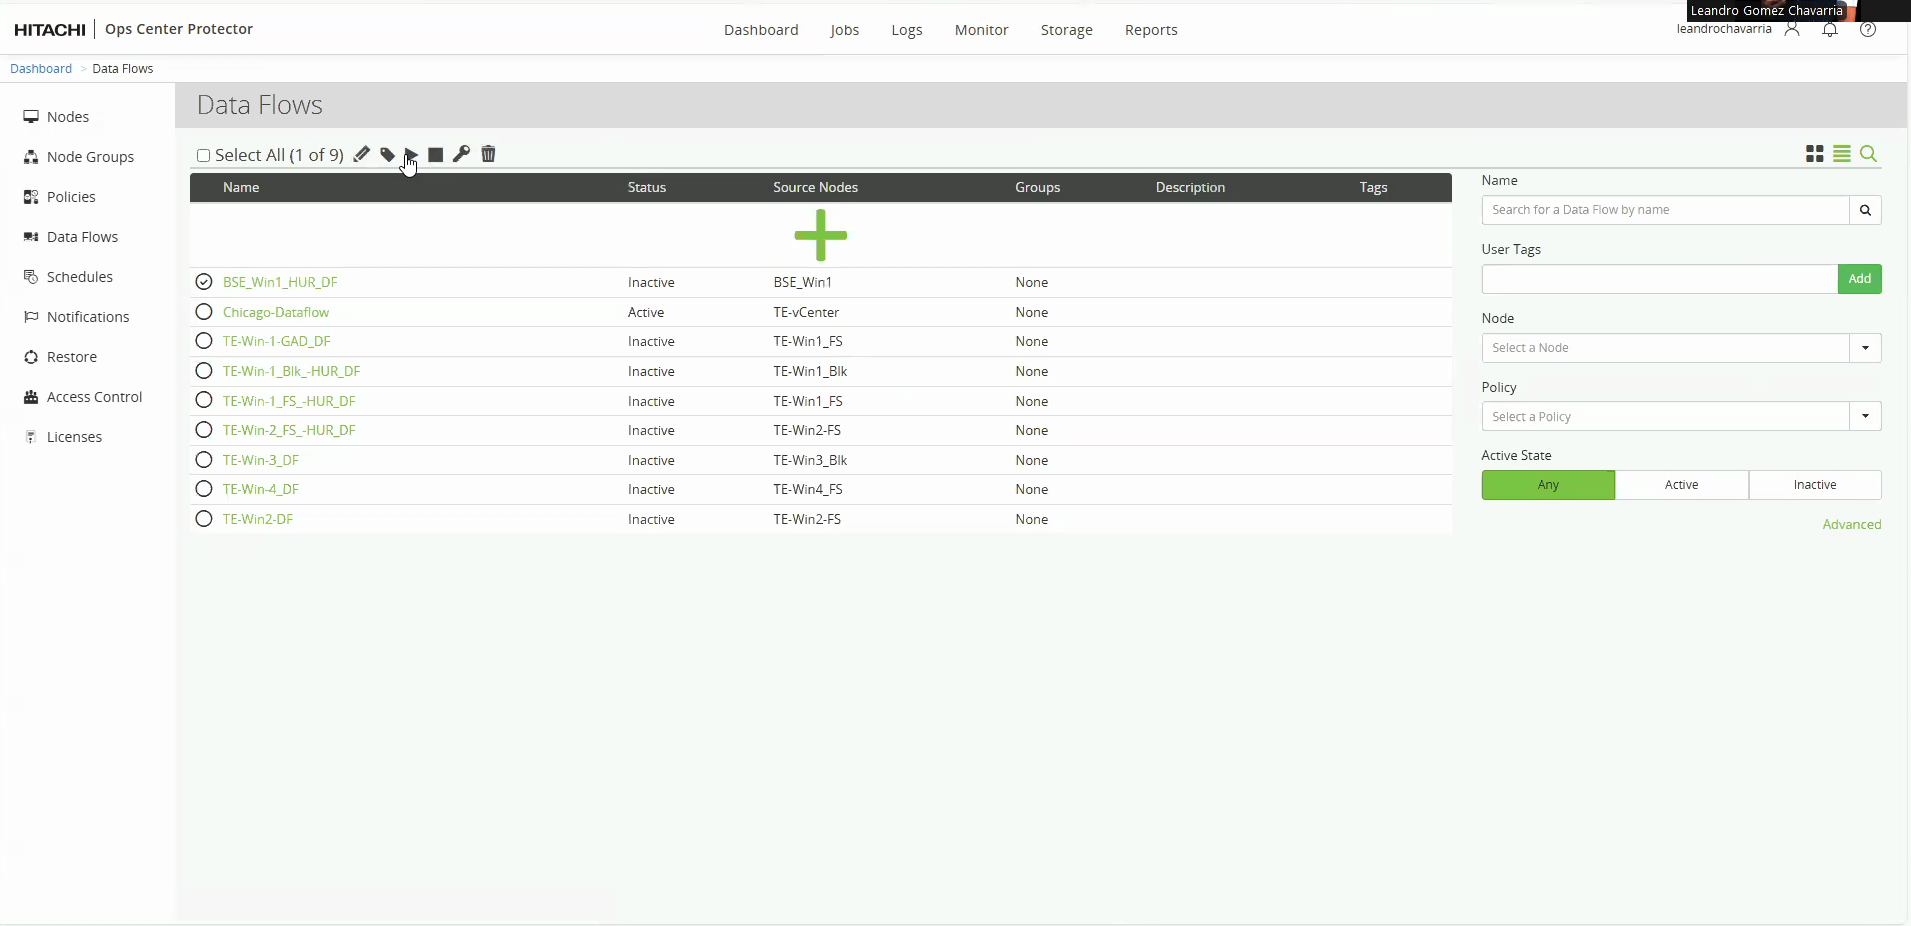 Leandro Gomez Chavarria
HITACHI Ops Center Protector
Dashboard Jobs Logs Monitor Storage Reports
leandrochavarria
Dashboard > Data Flows
Nodes
Node Groups
Policies
Data Flows
Schedules
Notifications
Restore
Access Control
Licenses
Data Flows
Select All (1 of 9)
Name Status Source Nodes Groups Description Tags
BSE_Win1_HUR_DF Inactive BSE_Win1 None
Chicago-Dataflow Active TE-vCenter None
TE-Win-1-GAD_DF Inactive TE-Win1_FS None
TE-Win-1_Blk_-HUR_DF Inactive TE-Win1_Blk None
TE-Win-1_FS_-HUR_DF Inactive TE-Win1_FS None
TE-Win-2_FS_-HUR_DF Inactive TE-Win2-FS None
TE-Win-3_DF Inactive TE-Win3_Blk None
TE-Win-4_DF Inactive TE-Win4_FS None
TE-Win2-DF Inactive TE-Win2-FS None
Name
Search for a Data Flow by name
User Tags
Add
Node
Select a Node
Policy
Select a Policy
Active State
Any Active Inactive
Advanced